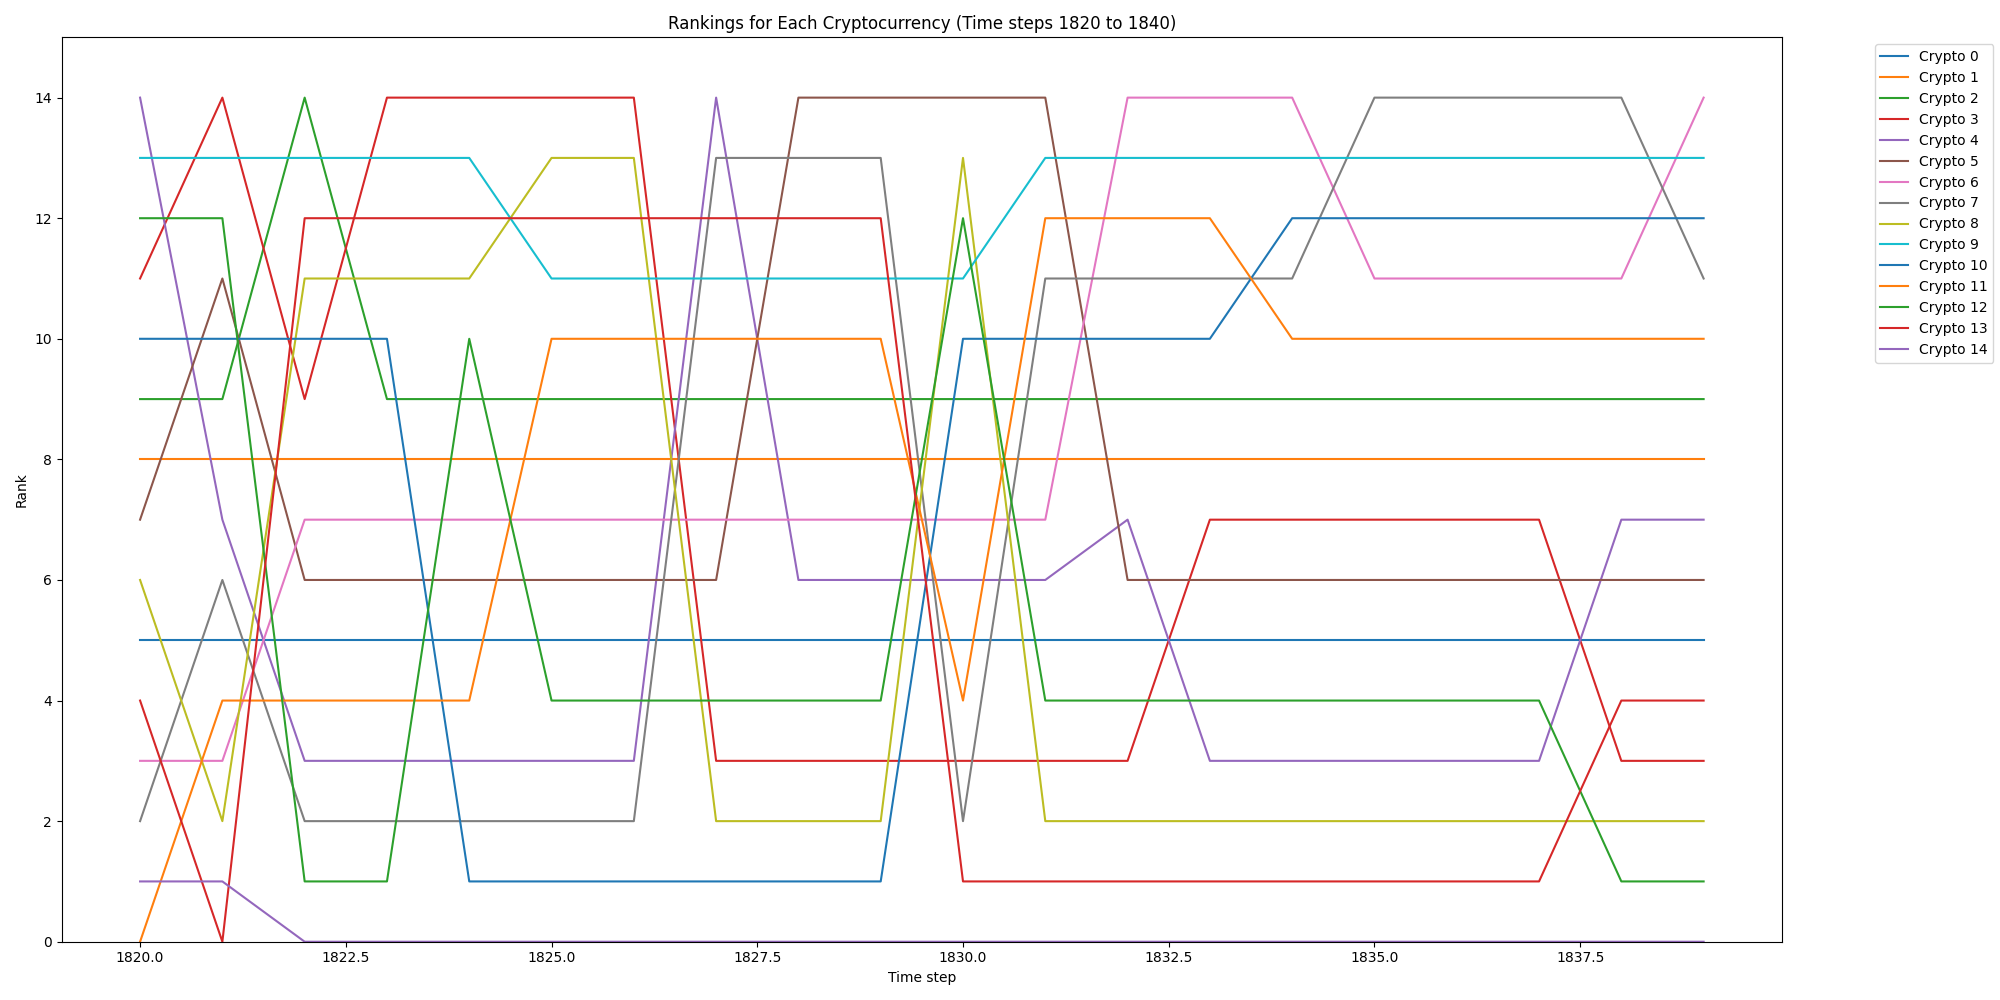 Rankings for Each Cryptocurrency (Time steps 1820 to 1840)
Rank
14
12
10
8
6
4
2
0
1820.0 1822.5 1825.0 1827.5 1830.0 1832.5 1835.0 1837.5
Time step
Crypto 0
Crypto 1
Crypto 2
Crypto 3
Crypto 4
Crypto 5
Crypto 6
Crypto 7
Crypto 8
Crypto 9
Crypto 10
Crypto 11
Crypto 12
Crypto 13
Crypto 14